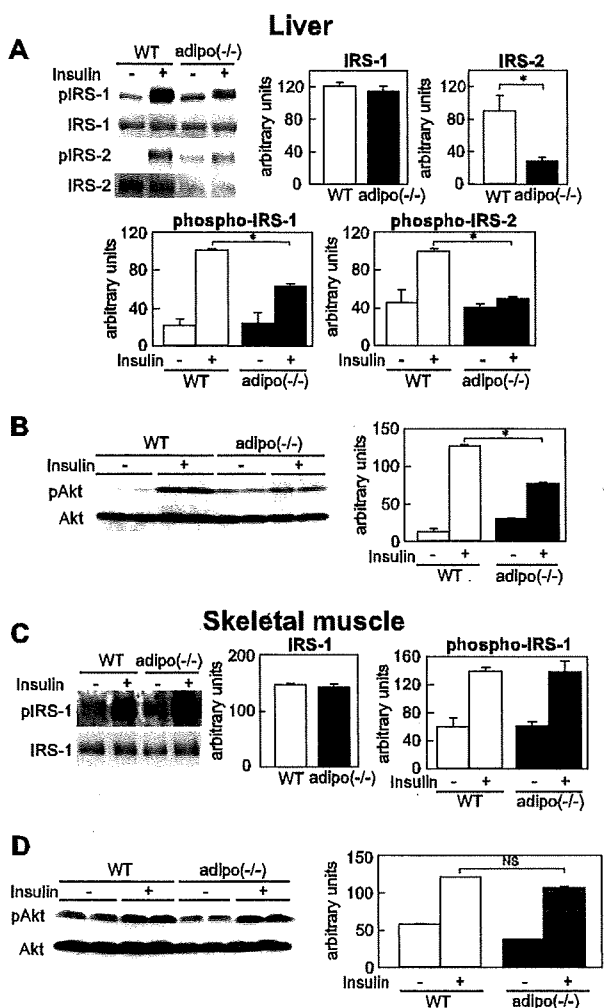 Liver
A
WT adipo(-/-)
Insulin - + - +
pIRS-1
IRS-1
pIRS-2
IRS-2
IRS-1
arbitrary units
120
80
40
0
WT adipo(-/-)
IRS-2
arbitrary units
120
80
40
0
WT adipo(-/-)
*
phospho-IRS-1
arbitrary units
120
80
40
0
*
Insulin - + - +
WT adipo(-/-)
phospho-IRS-2
arbitrary units
120
80
40
0
*
Insulin - + - +
WT adipo(-/-)
B
WT adipo(-/-)
Insulin - + - +
pAkt
Akt
arbitrary units
150
100
50
0
*
Insulin - + - +
WT adipo(-/-)
Skeletal muscle
C
WT adipo(-/-)
Insulin - + - +
pIRS-1
IRS-1
IRS-1
arbitrary units
200
100
0
WT adipo(-/-)
phospho-IRS-1
arbitrary units
160
120
80
40
0
Insulin - + - +
WT adipo(-/-)
D
WT adipo(-/-)
Insulin - + - +
pAkt
Akt
arbitrary units
150
100
50
0
NS
Insulin - + - +
WT adipo(-/-)